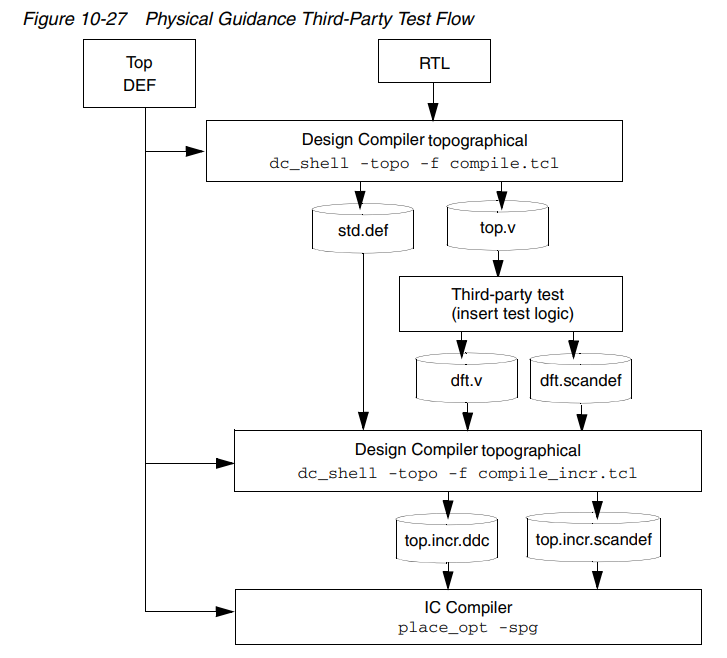 Figure 10-27 Physical Guidance Third-Party Test Flow
Top
DEF
RTL
Design Compiler topographical
dc_shell -topo -f compile.tcl
std.def
top.v
Third-party test
(insert test logic)
dft.v
dft.scandef
Design Compiler topographical
dc_shell -topo -f compile_incr.tcl
top.incr.ddc
top.incr.scandef
IC Compiler
place_opt -spg